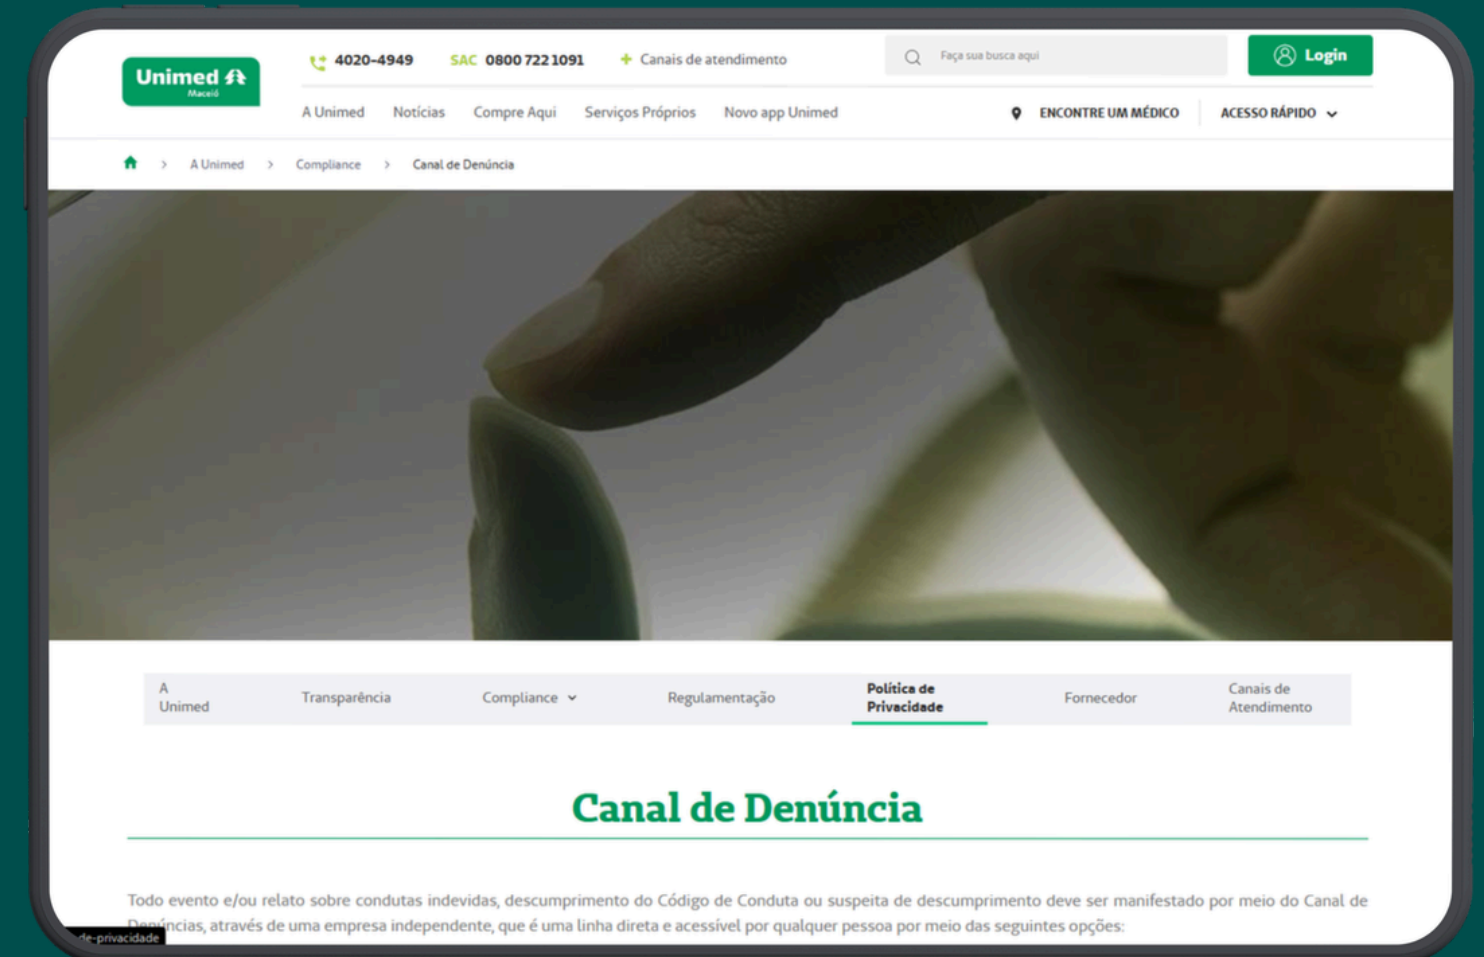 Unimed
Maceió
4020-4949
SAC 0800 722 1091
+ Canais de atendimento
Faça sua busca aqui
Login
A Unimed
Notícias
Compre Aqui
Serviços Próprios
Novo app Unimed
ENCONTRE UM MÉDICO
ACESSO RÁPIDO
> A Unimed > Compliance > Canal de Denúncia
A
Unimed
Transparência
Compliance
Regulamentação
Política de
Privacidade
Fornecedor
Canais de
Atendimento
Canal de Denúncia
Todo evento e/ou relato sobre condutas indevidas, descumprimento do Código de Conduta ou suspeita de descumprimento deve ser manifestado por meio do Canal de
Denúncias, através de uma empresa independente, que é uma linha direta e acessível por qualquer pessoa por meio das seguintes opções:
de-privacidade